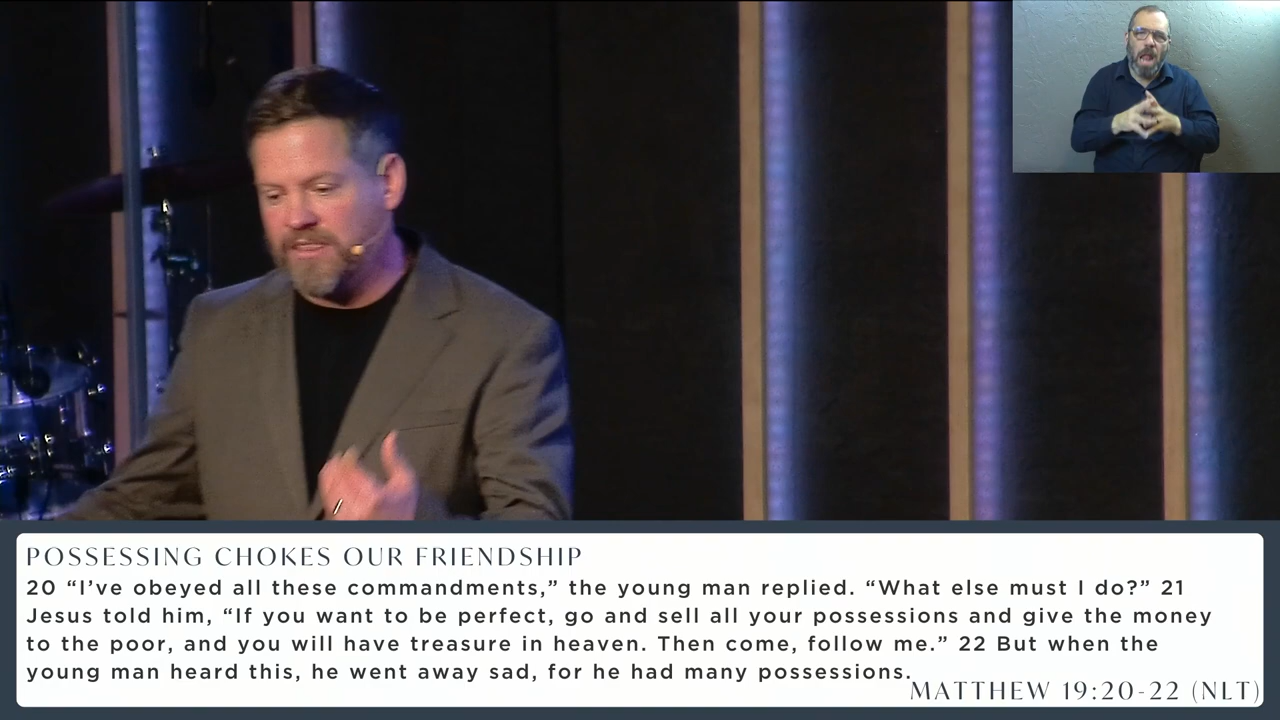 POSSESSING CHOKES OUR FRIENDSHIP
20 “I’ve obeyed all these commandments,” the young man replied. “What else must I do?” 21
Jesus told him, “If you want to be perfect, go and sell all your possessions and give the money
to the poor, and you will have treasure in heaven. Then come, follow me.” 22 But when the
young man heard this, he went away sad, for he had many possessions.
MATTHEW 19:20-22 (NLT)